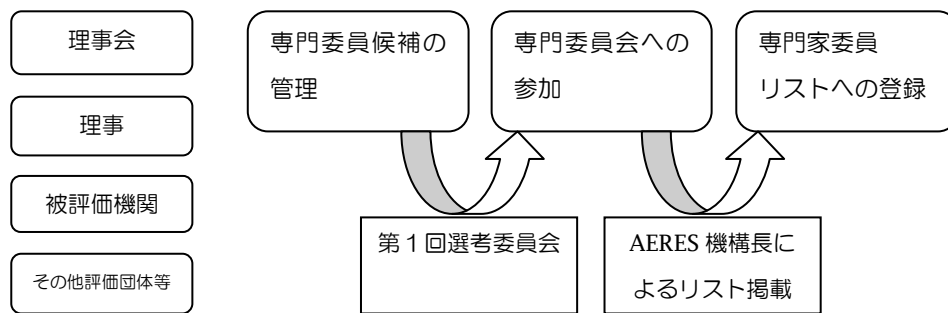 理事会
理事
被評価機関
その他評価団体等
専門委員候補の
管理
専門委員会への
参加
専門家委員
リストへの登録
第１回選考委員会
AERES 機構長に
よるリスト掲載